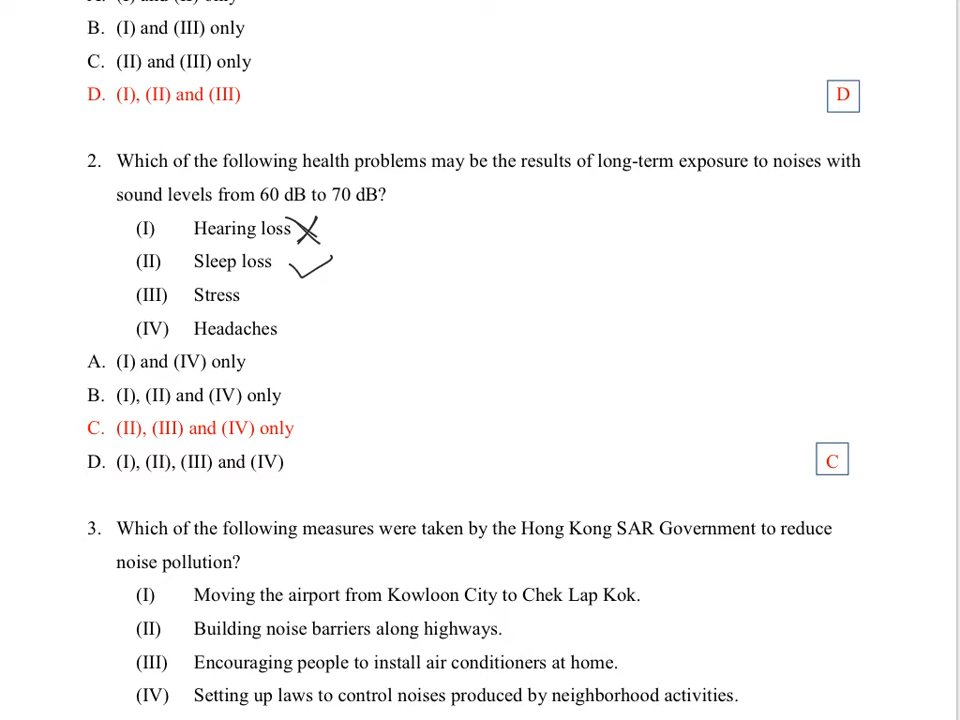 B. (I) and (III) only
C. (II) and (III) only
D. (I), (II) and (III)
D
2. Which of the following health problems may be the results of long-term exposure to noises with
sound levels from 60 dB to 70 dB?
(I) Hearing loss
(II) Sleep loss
(III) Stress
(IV) Headaches
A. (I) and (IV) only
B. (I), (II) and (IV) only
C. (II), (III) and (IV) only
D. (I), (II), (III) and (IV)
C
3. Which of the following measures were taken by the Hong Kong SAR Government to reduce
noise pollution?
(I) Moving the airport from Kowloon City to Chek Lap Kok.
(II) Building noise barriers along highways.
(III) Encouraging people to install air conditioners at home.
(IV) Setting up laws to control noises produced by neighborhood activities.